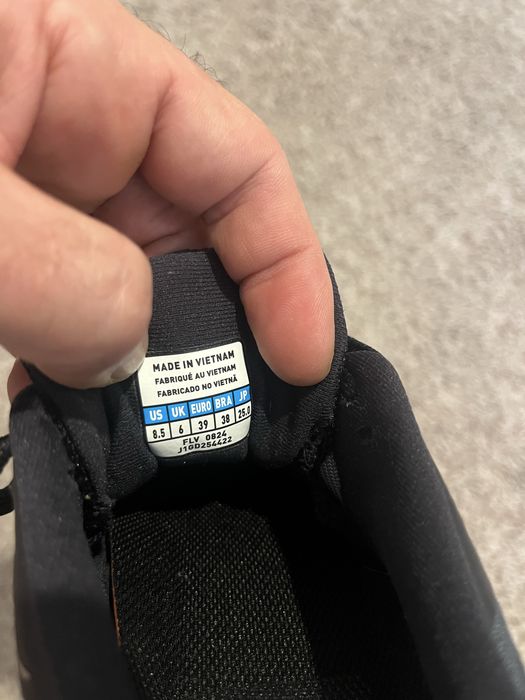 MADE IN VIETNAM
FABRIQUÉ AU VIETNAM
FABRICADO NO VIETNÃ
US UK EURO BRA JP
8.5 6 39 38 25.0
FLV 0824
J1GD254422